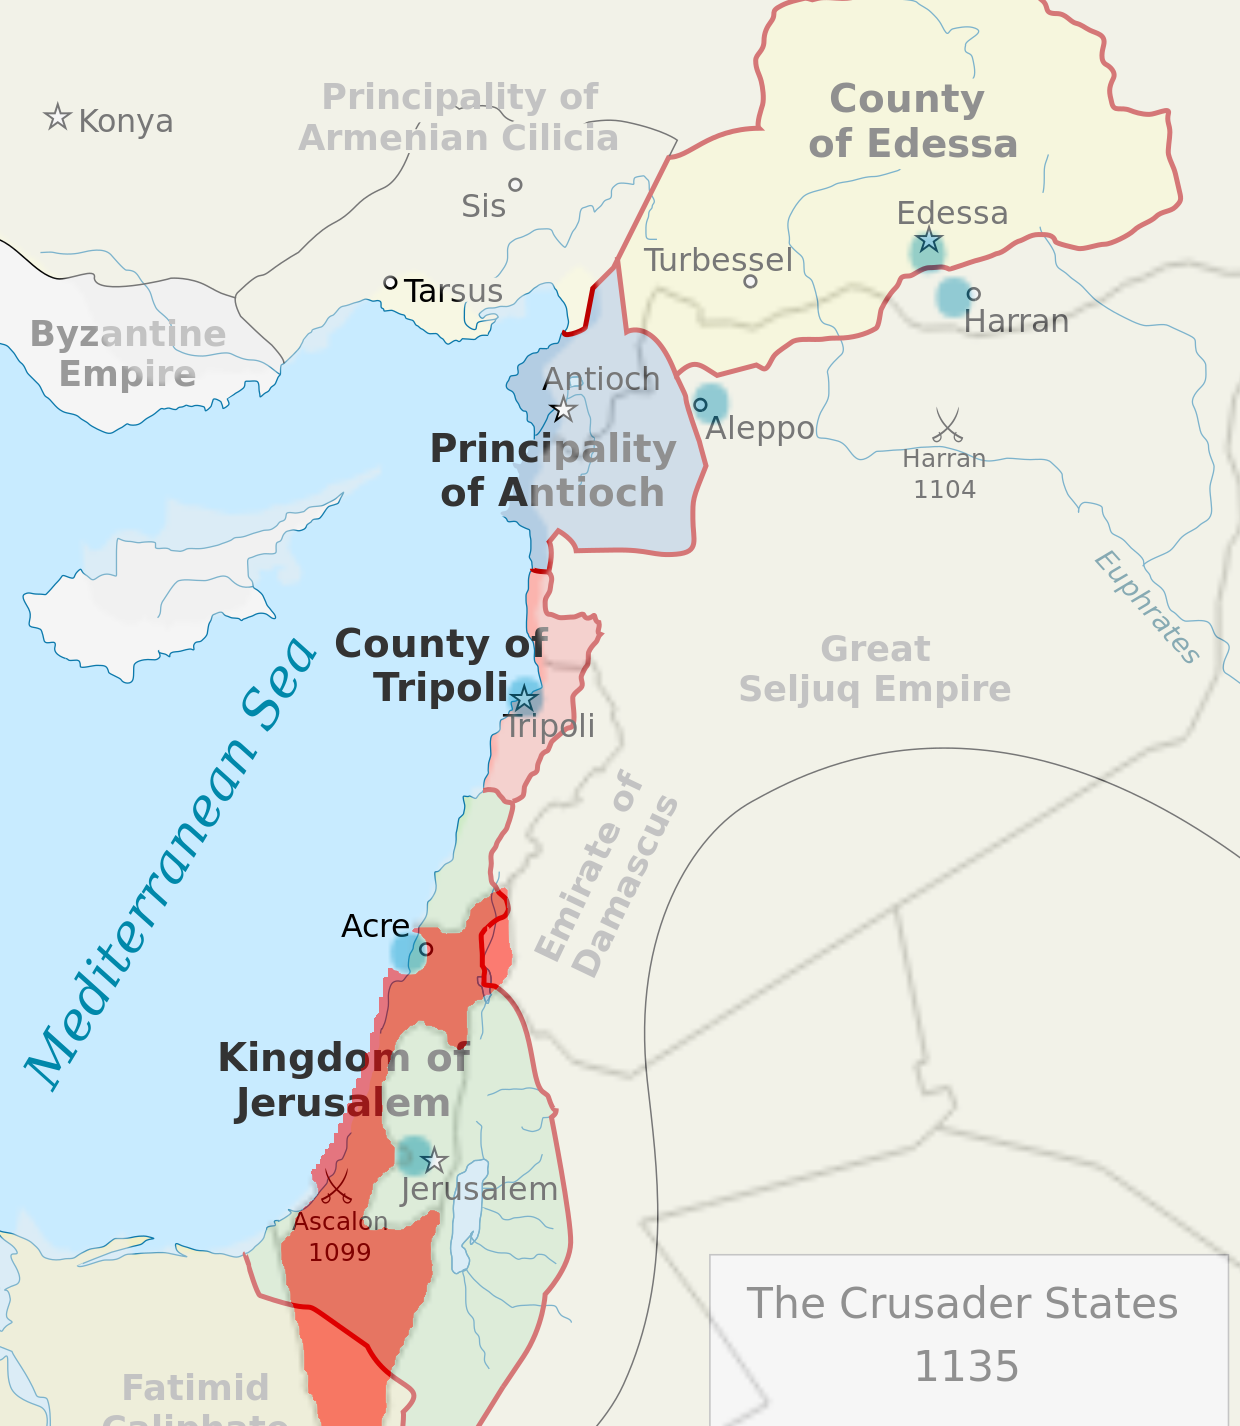 Principality of
Armenian Cilicia
Konya
Sis
County
of Edessa
Edessa
Turbessel
Harran
Tarsus
Byzantine
Empire
Antioch
Principality
of Antioch
Aleppo
Harran
1104
Euphrates
County of
Tripoli
Tripoli
Great
Seljuq Empire
Mediterranean Sea
Emirate of
Damascus
Acre
Kingdom of
Jerusalem
Jerusalem
Ascalon
1099
The Crusader States
1135
Fatimid
Caliphate